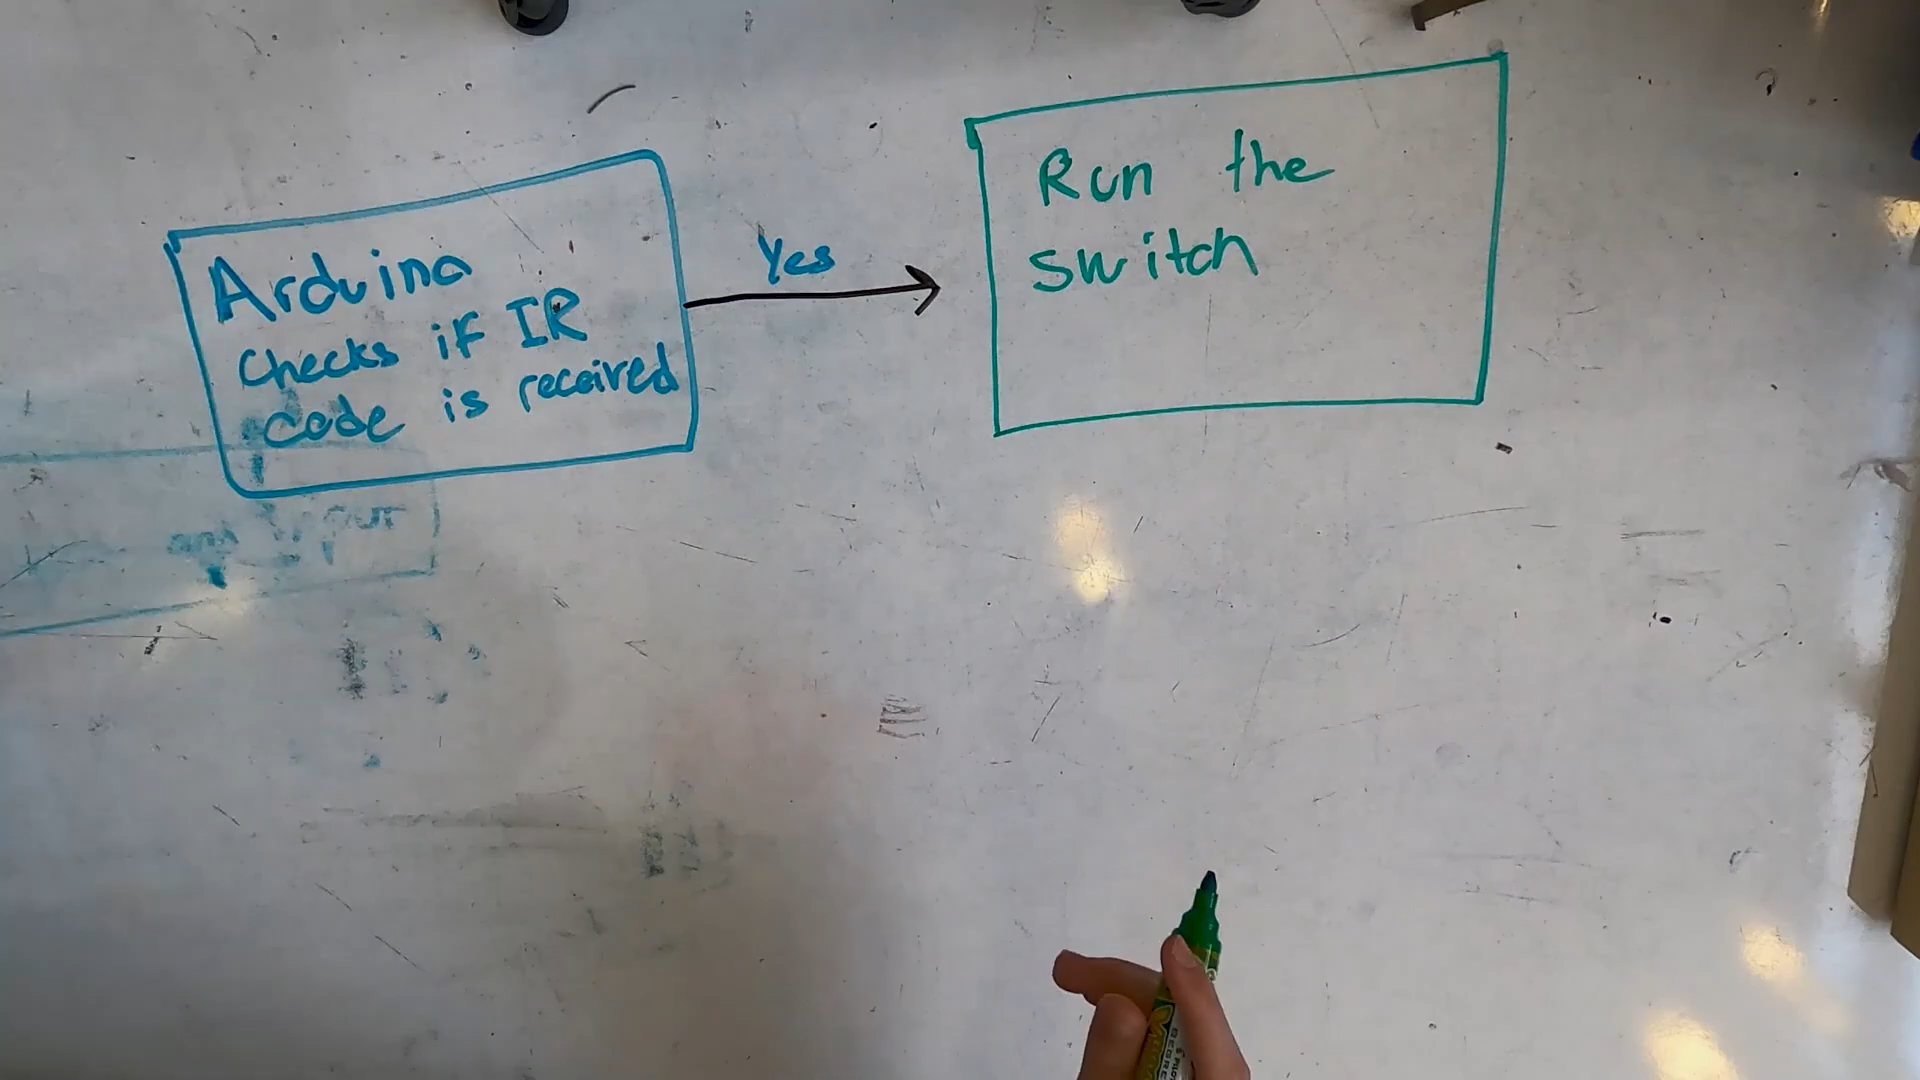 Arduino
checks if IR
code is received
Yes
Run the
switch